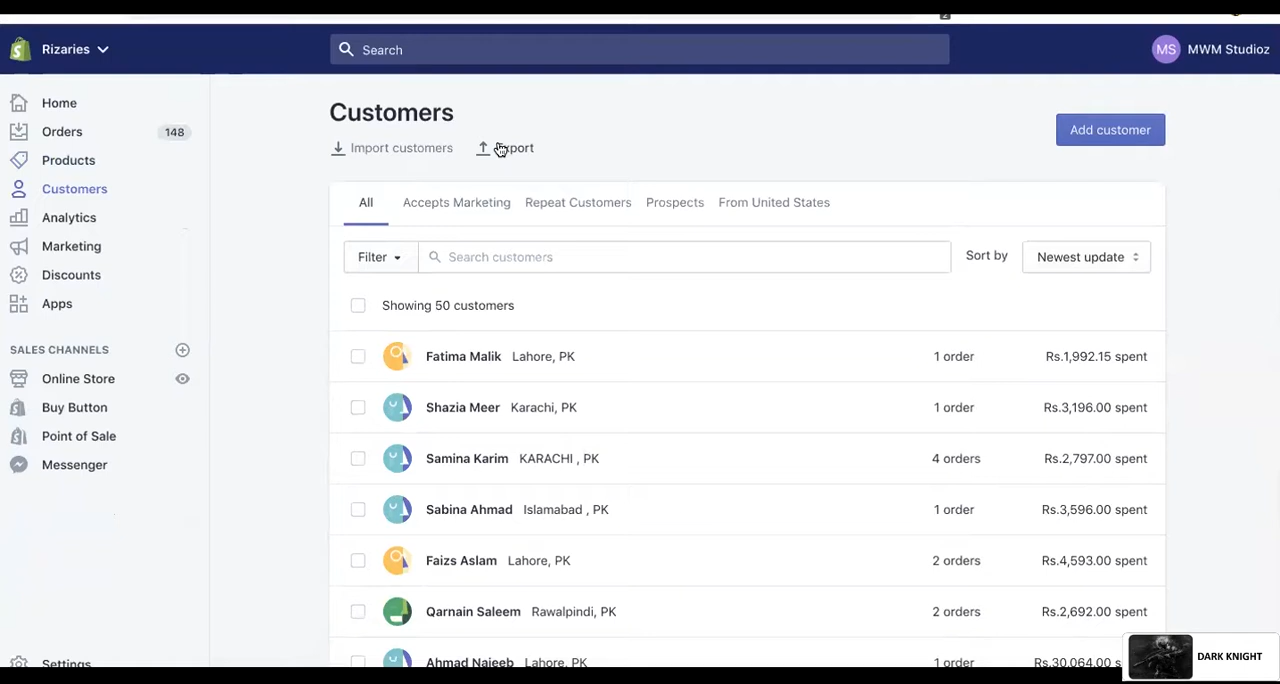 2
Rizaries
Search
MS MWM Studioz
Home
Orders 148
Products
Customers
Analytics
Marketing
Discounts
Apps
SALES CHANNELS
Online Store
Buy Button
Point of Sale
Messenger
Settings
Customers
Import customers
Export
Add customer
All Accepts Marketing Repeat Customers Prospects From United States
Filter Search customers Sort by Newest update
Showing 50 customers
Fatima Malik Lahore, PK 1 order Rs.1,992.15 spent
Shazia Meer Karachi, PK 1 order Rs.3,196.00 spent
Samina Karim KARACHI , PK 4 orders Rs.2,797.00 spent
Sabina Ahmad Islamabad , PK 1 order Rs.3,596.00 spent
Faizs Aslam Lahore, PK 2 orders Rs.4,593.00 spent
Qarnain Saleem Rawalpindi, PK 2 orders Rs.2,692.00 spent
Ahmad Najeeb Lahore, PK 1 order Rs.30,064.00 s
DARK KNIGHT